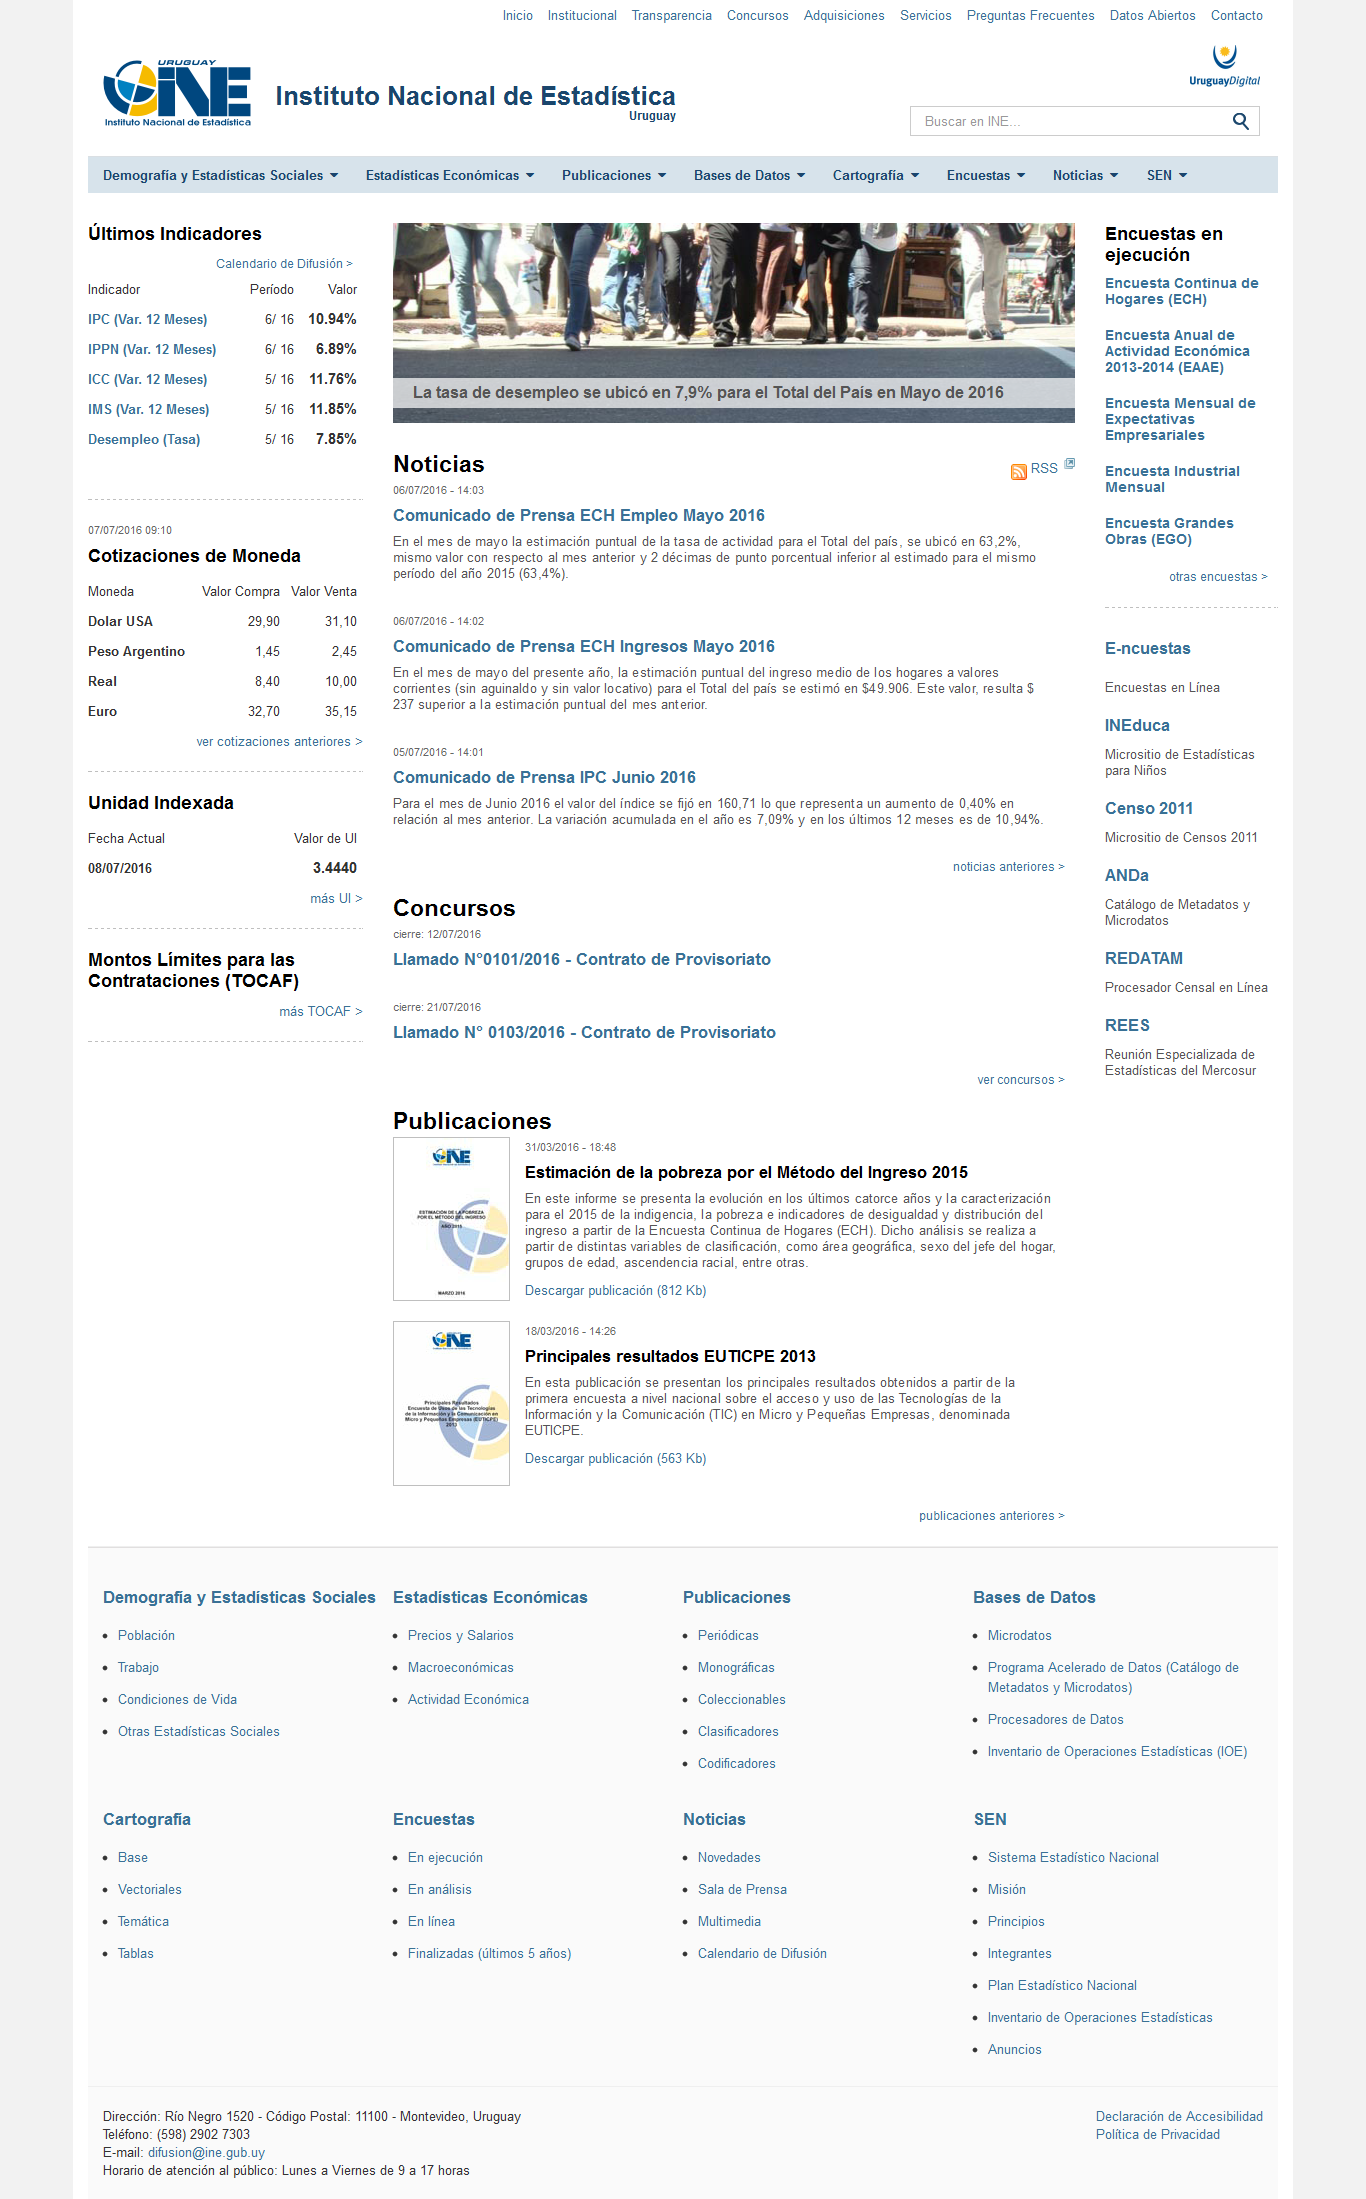 Inicio Institucional Transparencia Concursos Adquisiciones Servicios Preguntas Frecuentes Datos Abiertos Contacto
URUGUAY
INE
Instituto Nacional de Estadística
Instituto Nacional de Estadística
Uruguay
UruguayDigital
Buscar en INE...
Demografía y Estadísticas Sociales Estadísticas Económicas Publicaciones Bases de Datos Cartografía Encuestas Noticias SEN
Últimos Indicadores
Calendario de Difusión >
Indicador Período Valor
IPC (Var. 12 Meses) 6/ 16 10.94%
IPPN (Var. 12 Meses) 6/ 16 6.89%
ICC (Var. 12 Meses) 5/ 16 11.76%
IMS (Var. 12 Meses) 5/ 16 11.85%
Desempleo (Tasa) 5/ 16 7.85%
07/07/2016 09:10
Cotizaciones de Moneda
Moneda Valor Compra Valor Venta
Dolar USA 29,90 31,10
Peso Argentino 1,45 2,45
Real 8,40 10,00
Euro 32,70 35,15
ver cotizaciones anteriores >
Unidad Indexada
Fecha Actual Valor de UI
08/07/2016 3.4440
más UI >
Montos Límites para las
Contrataciones (TOCAF)
más TOCAF >
La tasa de desempleo se ubicó en 7,9% para el Total del País en Mayo de 2016
Noticias
RSS
06/07/2016 - 14:03
Comunicado de Prensa ECH Empleo Mayo 2016
En el mes de mayo la estimación puntual de la tasa de actividad para el Total del país, se ubicó en 63,2%,
mismo valor con respecto al mes anterior y 2 décimas de punto porcentual inferior al estimado para el mismo
período del año 2015 (63,4%).
06/07/2016 - 14:02
Comunicado de Prensa ECH Ingresos Mayo 2016
En el mes de mayo del presente año, la estimación puntual del ingreso medio de los hogares a valores
corrientes (sin aguinaldo y sin valor locativo) para el Total del país se estimó en $49.906. Este valor, resulta $
237 superior a la estimación puntual del mes anterior.
05/07/2016 - 14:01
Comunicado de Prensa IPC Junio 2016
Para el mes de Junio 2016 el valor del índice se fijó en 160,71 lo que representa un aumento de 0,40% en
relación al mes anterior. La variación acumulada en el año es 7,09% y en los últimos 12 meses es de 10,94%.
noticias anteriores >
Concursos
cierre: 12/07/2016
Llamado N°0101/2016 - Contrato de Provisoriato
cierre: 21/07/2016
Llamado N° 0103/2016 - Contrato de Provisoriato
ver concursos >
Publicaciones
INE
ESTIMACIÓN DE LA POBREZA
POR EL MÉTODO DEL INGRESO
AÑO 2015
MARZO 2016
31/03/2016 - 18:48
Estimación de la pobreza por el Método del Ingreso 2015
En este informe se presenta la evolución en los últimos catorce años y la caracterización
para el 2015 de la indigencia, la pobreza e indicadores de desigualdad y distribución del
ingreso a partir de la Encuesta Continua de Hogares (ECH). Dicho análisis se realiza a
partir de distintas variables de clasificación, como área geográfica, sexo del jefe del hogar,
grupos de edad, ascendencia racial, entre otras.
Descargar publicación (812 Kb)
INE
Principales Resultados
Encuesta de Usos de las Tecnologías
de la Información y la Comunicación en
Micro y Pequeñas Empresas (EUTICPE)
2013
18/03/2016 - 14:26
Principales resultados EUTICPE 2013
En esta publicación se presentan los principales resultados obtenidos a partir de la
primera encuesta a nivel nacional sobre el acceso y uso de las Tecnologías de la
Información y la Comunicación (TIC) en Micro y Pequeñas Empresas, denominada
EUTICPE.
Descargar publicación (563 Kb)
publicaciones anteriores >
Encuestas en
ejecución
Encuesta Continua de
Hogares (ECH)
Encuesta Anual de
Actividad Económica
2013-2014 (EAAE)
Encuesta Mensual de
Expectativas
Empresariales
Encuesta Industrial
Mensual
Encuesta Grandes
Obras (EGO)
otras encuestas >
E-ncuestas
Encuestas en Línea
INEduca
Micrositio de Estadísticas
para Niños
Censo 2011
Micrositio de Censos 2011
ANDa
Catálogo de Metadatos y
Microdatos
REDATAM
Procesador Censal en Línea
REES
Reunión Especializada de
Estadísticas del Mercosur
Demografía y Estadísticas Sociales
Población
Trabajo
Condiciones de Vida
Otras Estadísticas Sociales
Estadísticas Económicas
Precios y Salarios
Macroeconómicas
Actividad Económica
Publicaciones
Periódicas
Monográficas
Coleccionables
Clasificadores
Codificadores
Bases de Datos
Microdatos
Programa Acelerado de Datos (Catálogo de
Metadatos y Microdatos)
Procesadores de Datos
Inventario de Operaciones Estadísticas (IOE)
Cartografía
Base
Vectoriales
Temática
Tablas
Encuestas
En ejecución
En análisis
En línea
Finalizadas (últimos 5 años)
Noticias
Novedades
Sala de Prensa
Multimedia
Calendario de Difusión
SEN
Sistema Estadístico Nacional
Misión
Principios
Integrantes
Plan Estadístico Nacional
Inventario de Operaciones Estadísticas
Anuncios
Dirección: Río Negro 1520 - Código Postal: 11100 - Montevideo, Uruguay
Teléfono: (598) 2902 7303
E-mail: difusion@ine.gub.uy
Horario de atención al público: Lunes a Viernes de 9 a 17 horas
Declaración de Accesibilidad
Política de Privacidad